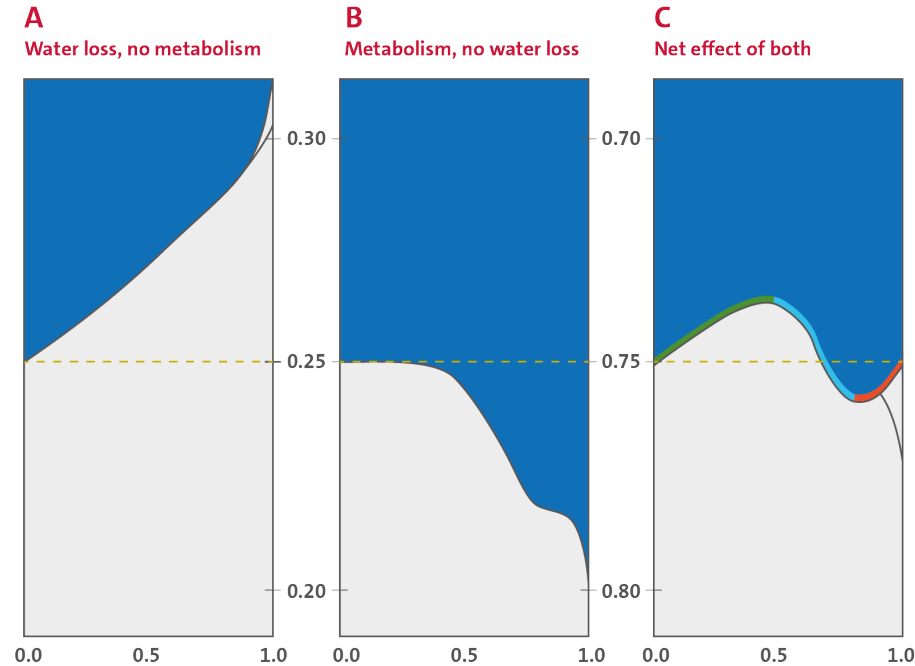 A
Water loss, no metabolism
B
Metabolism, no water loss
C
Net effect of both
0.30
0.70
0.25
0.75
0.20
0.80
0.0
0.5
1.0
0.0
0.5
1.0
0.0
0.5
1.0